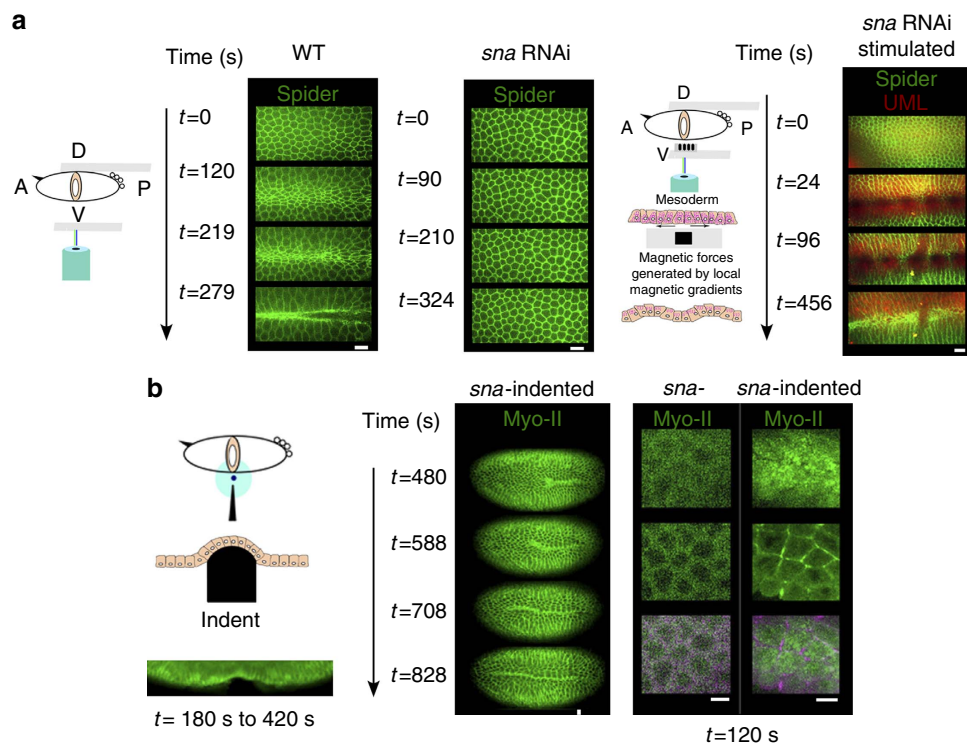 a
Time (s)
WT
Spider
t=0
t=120
t=219
t=279
D
A
P
V
sna RNAi
Spider
t=0
t=90
t=210
t=324
Time (s)
sna RNAi
stimulated
Spider
UML
t=0
t=24
t=96
t=456
D
A
P
V
Mesoderm
Magnetic forces
generated by local
magnetic gradients
b
Indent
t= 180 s to 420 s
Time (s)
sna-indented
Myo-II
t=480
t=588
t=708
t=828
sna-
Myo-II
sna-indented
Myo-II
t=120 s